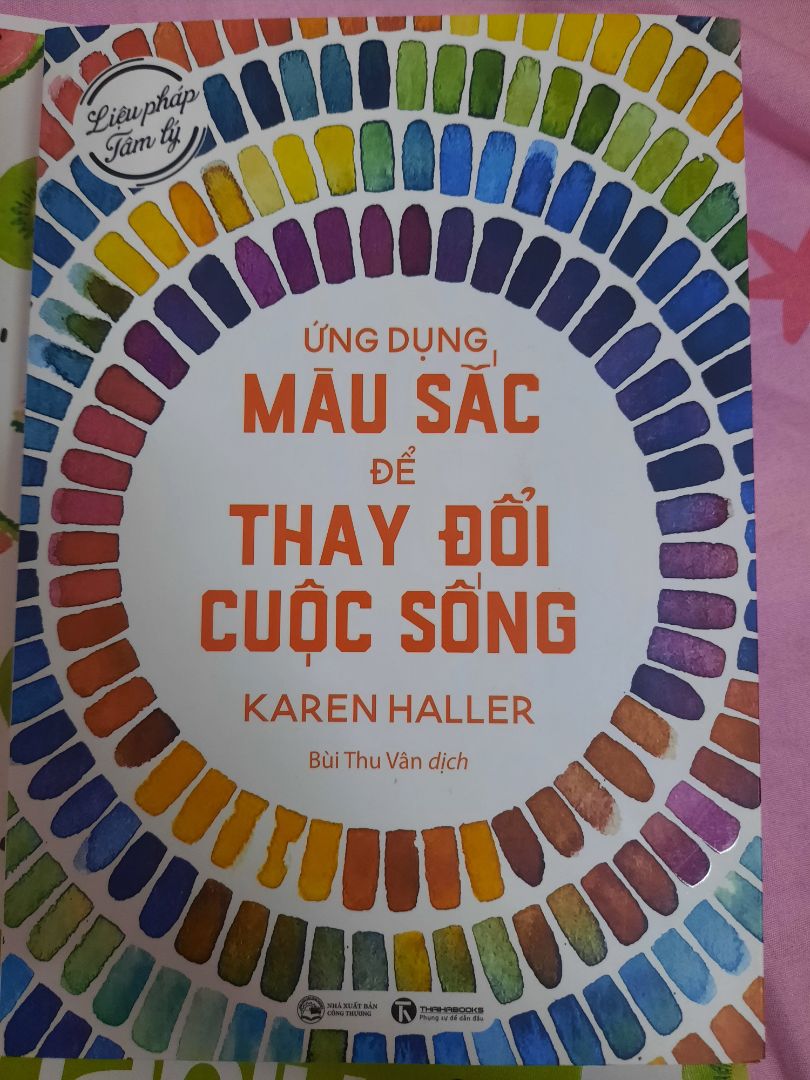 Liệu pháp
Tâm lý
ỨNG DỤNG
MÀU SẮC
ĐỂ
THAY ĐỔI
CUỘC SỐNG
KAREN HALLER
Bùi Thu Vân dịch
NHÀ XUẤT BẢN
CÔNG THƯƠNG
THAIHABOOKS
Phụng sự để dẫn đầu